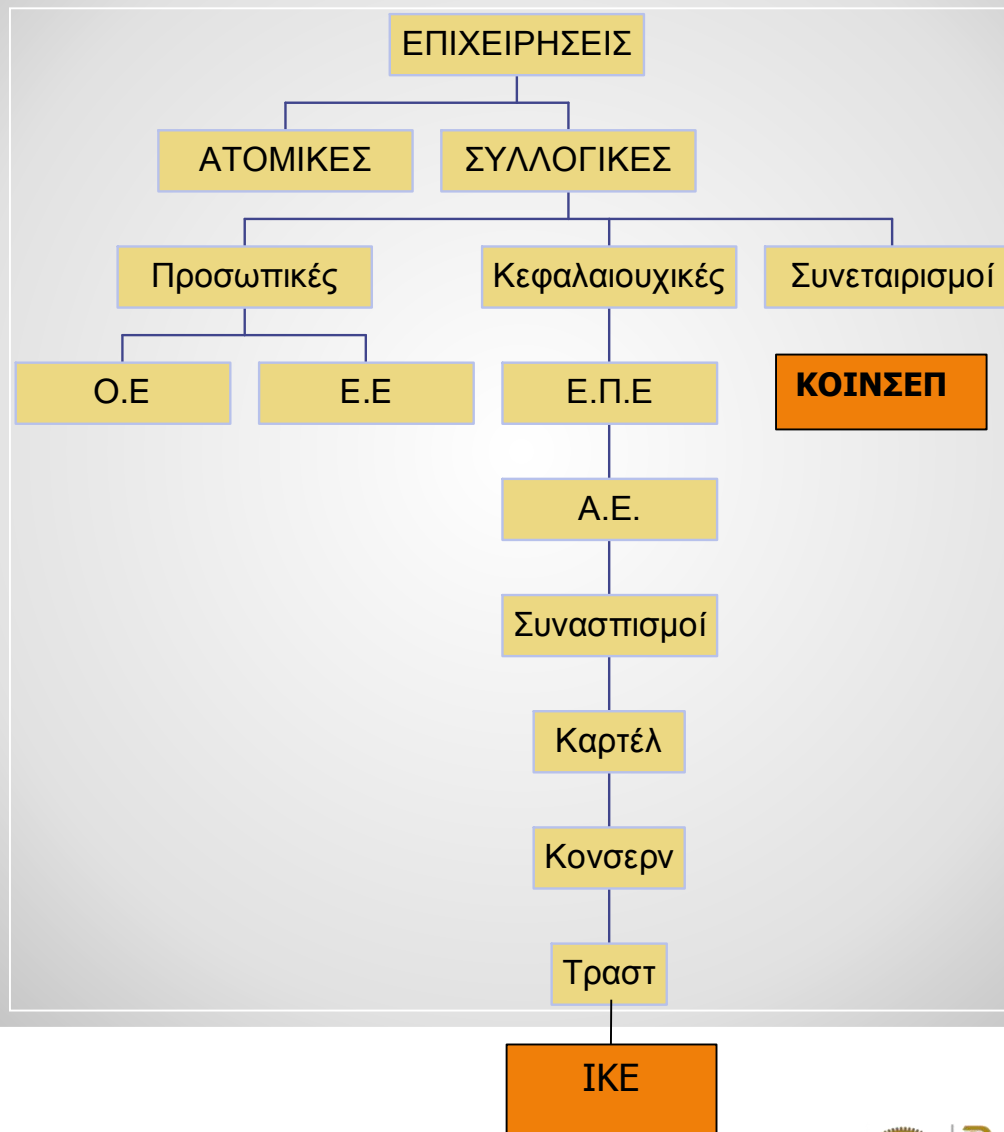 ΕΠΙΧΕΙΡΗΣΕΙΣ
ΑΤΟΜΙΚΕΣ
ΣΥΛΛΟΓΙΚΕΣ
Προσωπικές
Κεφαλαιουχικές
Συνεταιρισμοί
Ο.Ε
Ε.Ε
Ε.Π.Ε
ΚΟΙΝΣΕΠ
Α.Ε.
Συνασπισμοί
Καρτέλ
Κονσερν
Τραστ
ΙΚΕ